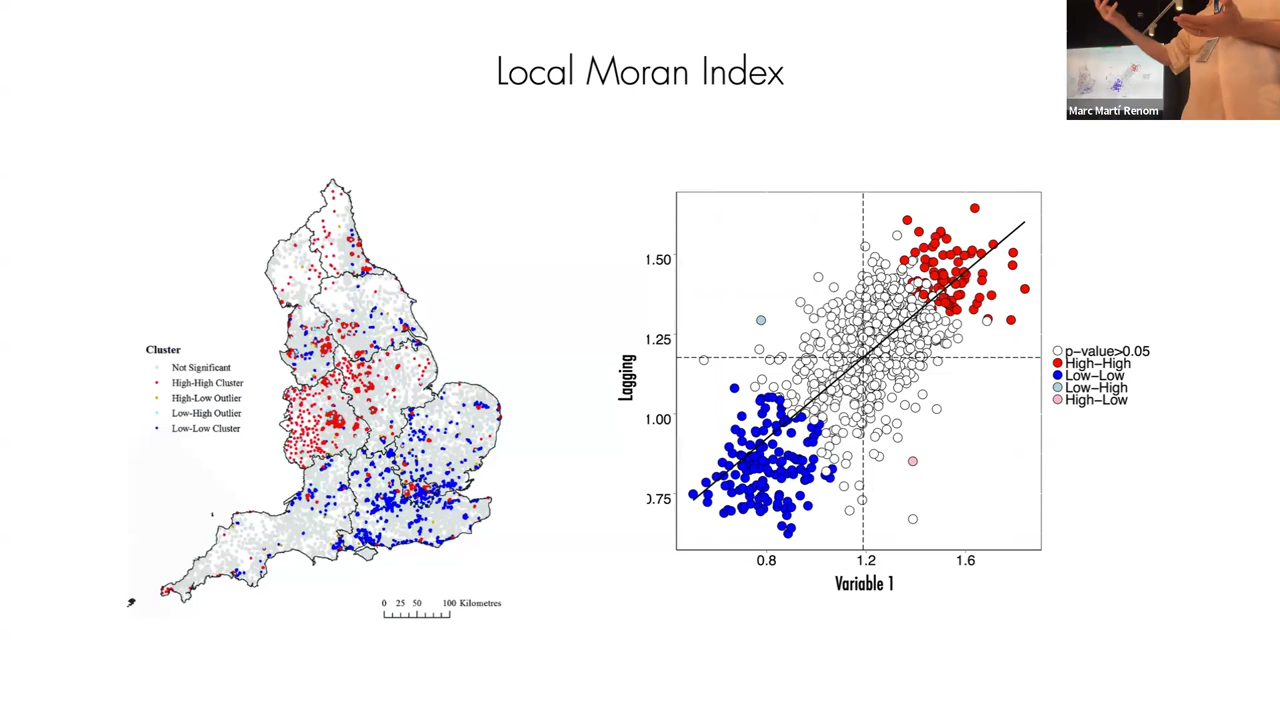 Local Moran Index
Marc Martí Renom
Cluster
Not Significant
High-High Cluster
High-Low Outlier
Low-High Outlier
Low-Low Cluster
0 25 50 100 Kilometres
1.50
1.25
1.00
0.75
Lagging
0.8 1.2 1.6
Variable 1
p-value>0.05
High-High
Low-Low
Low-High
High-Low